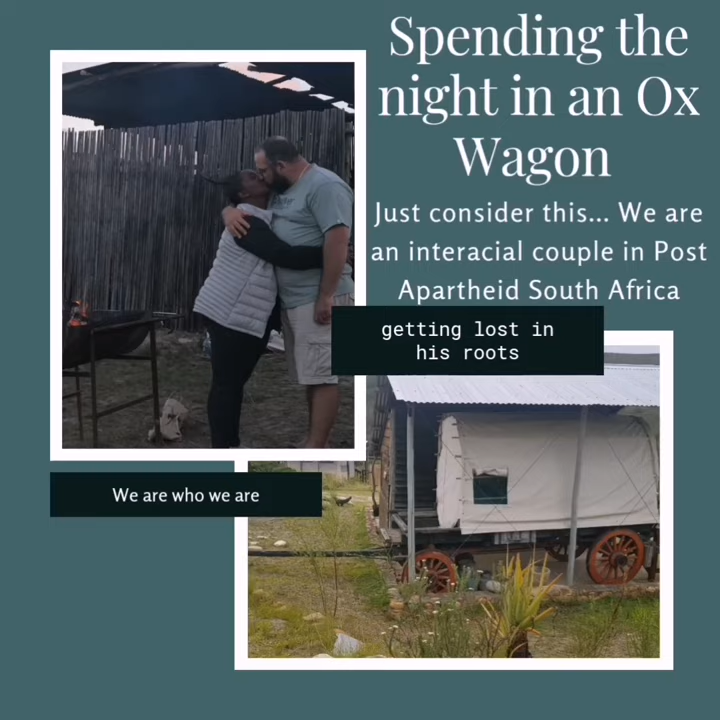 Spending the
night in an Ox
Wagon
Just consider this... We are
an interacial couple in Post
Apartheid South Africa
getting lost in
his roots
We are who we are